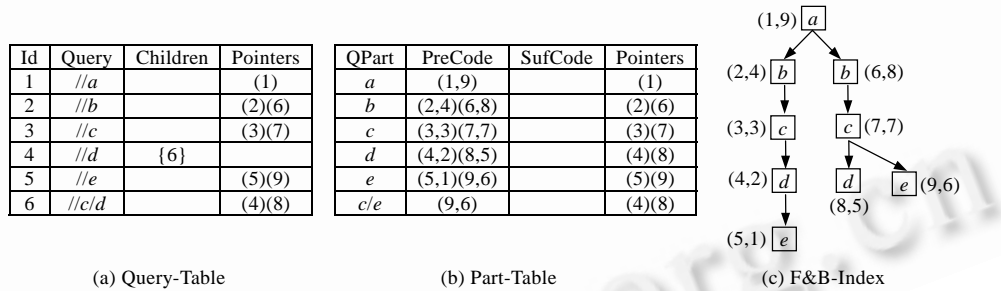 Id Query Children Pointers
1 //a (1)
2 //b (2)(6)
3 //c (3)(7)
4 //d {6}
5 //e (5)(9)
6 //c/d (4)(8)
(a) Query-Table
QPart PreCode SufCode Pointers
a (1,9) (1)
b (2,4)(6,8) (2)(6)
c (3,3)(7,7) (3)(7)
d (4,2)(8,5) (4)(8)
e (5,1)(9,6) (5)(9)
c/e (9,6) (4)(8)
(b) Part-Table
(1,9) a
(2,4) b b (6,8)
(3,3) c c (7,7)
(4,2) d d e (9,6)
(8,5)
(5,1) e
(c) F&B-Index
org.cn